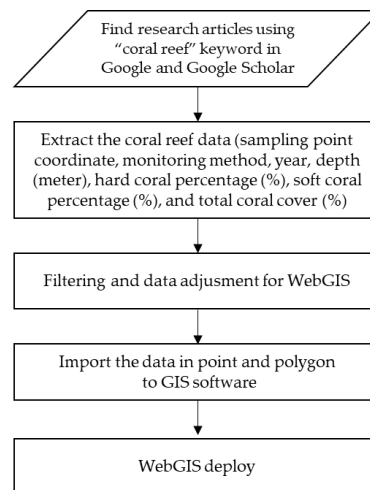 Find research articles using
“coral reef” keyword in
Google and Google Scholar
Extract the coral reef data (sampling point
coordinate, monitoring method, year, depth
(meter), hard coral percentage (%), soft coral
percentage (%), and total coral cover (%)
Filtering and data adjusment for WebGIS
Import the data in point and polygon
to GIS software
WebGIS deploy